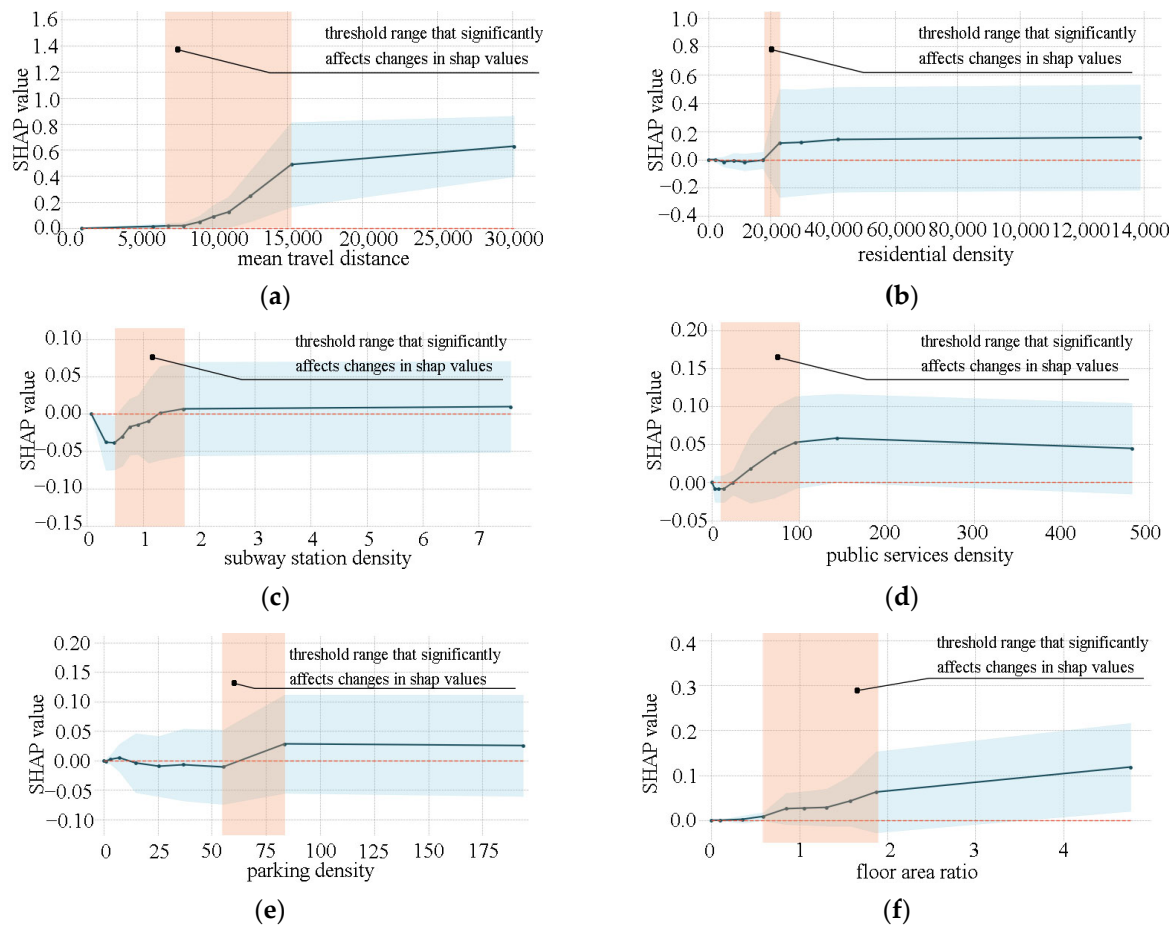 1.6
1.4
1.2
1.0
0.8
0.6
0.4
0.2
0.0
SHAP value
threshold range that significantly
affects changes in shap values
0.0 5,000 10,000 15,000 20,000 25,000 30,000
mean travel distance
(a)
1.0
0.8
0.6
0.4
0.2
0.0
−0.2
−0.4
SHAP value
threshold range that significantly
affects changes in shap values
0.0 20,000 40,000 60,000 80,000 10,000 12,000 14,000
residential density
(b)
0.10
0.05
0.00
−0.05
−0.10
−0.15
SHAP value
threshold range that significantly
affects changes in shap values
0 1 2 3 4 5 6 7
subway station density
(c)
0.20
0.15
0.10
0.05
0.00
−0.05
SHAP value
threshold range that significantly
affects changes in shap values
0 100 200 300 400 500
public services density
(d)
0.20
0.15
0.10
0.05
0.00
−0.05
−0.10
SHAP value
threshold range that significantly
affects changes in shap values
0 25 50 75 100 125 150 175
parking density
(e)
0.4
0.3
0.2
0.1
0.0
SHAP value
threshold range that significantly
affects changes in shap values
0 1 2 3 4
floor area ratio
(f)